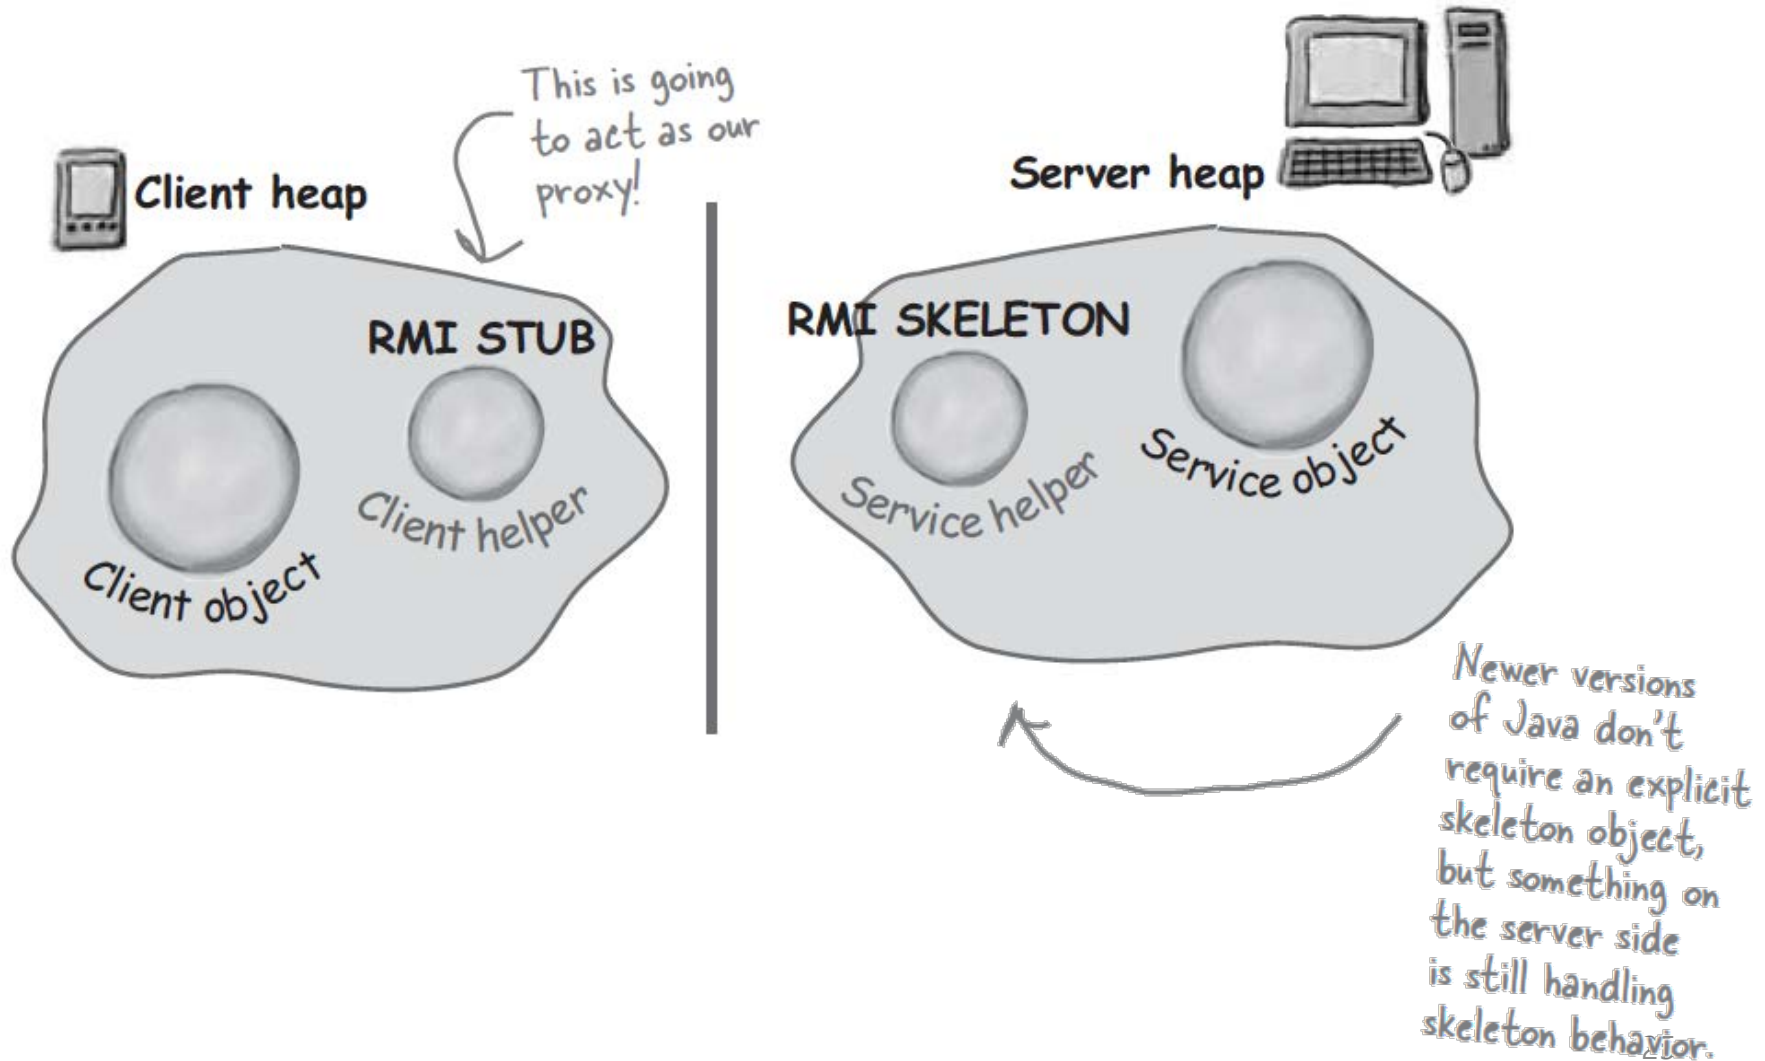 This is going
to act as our
proxy!
Client heap
Server heap
RMI STUB
RMI SKELETON
Client helper
Client object
Service helper
Service object
Newer versions
of Java don't
require an explicit
skeleton object,
but something on
the server side
is still handling
skeleton behavior.